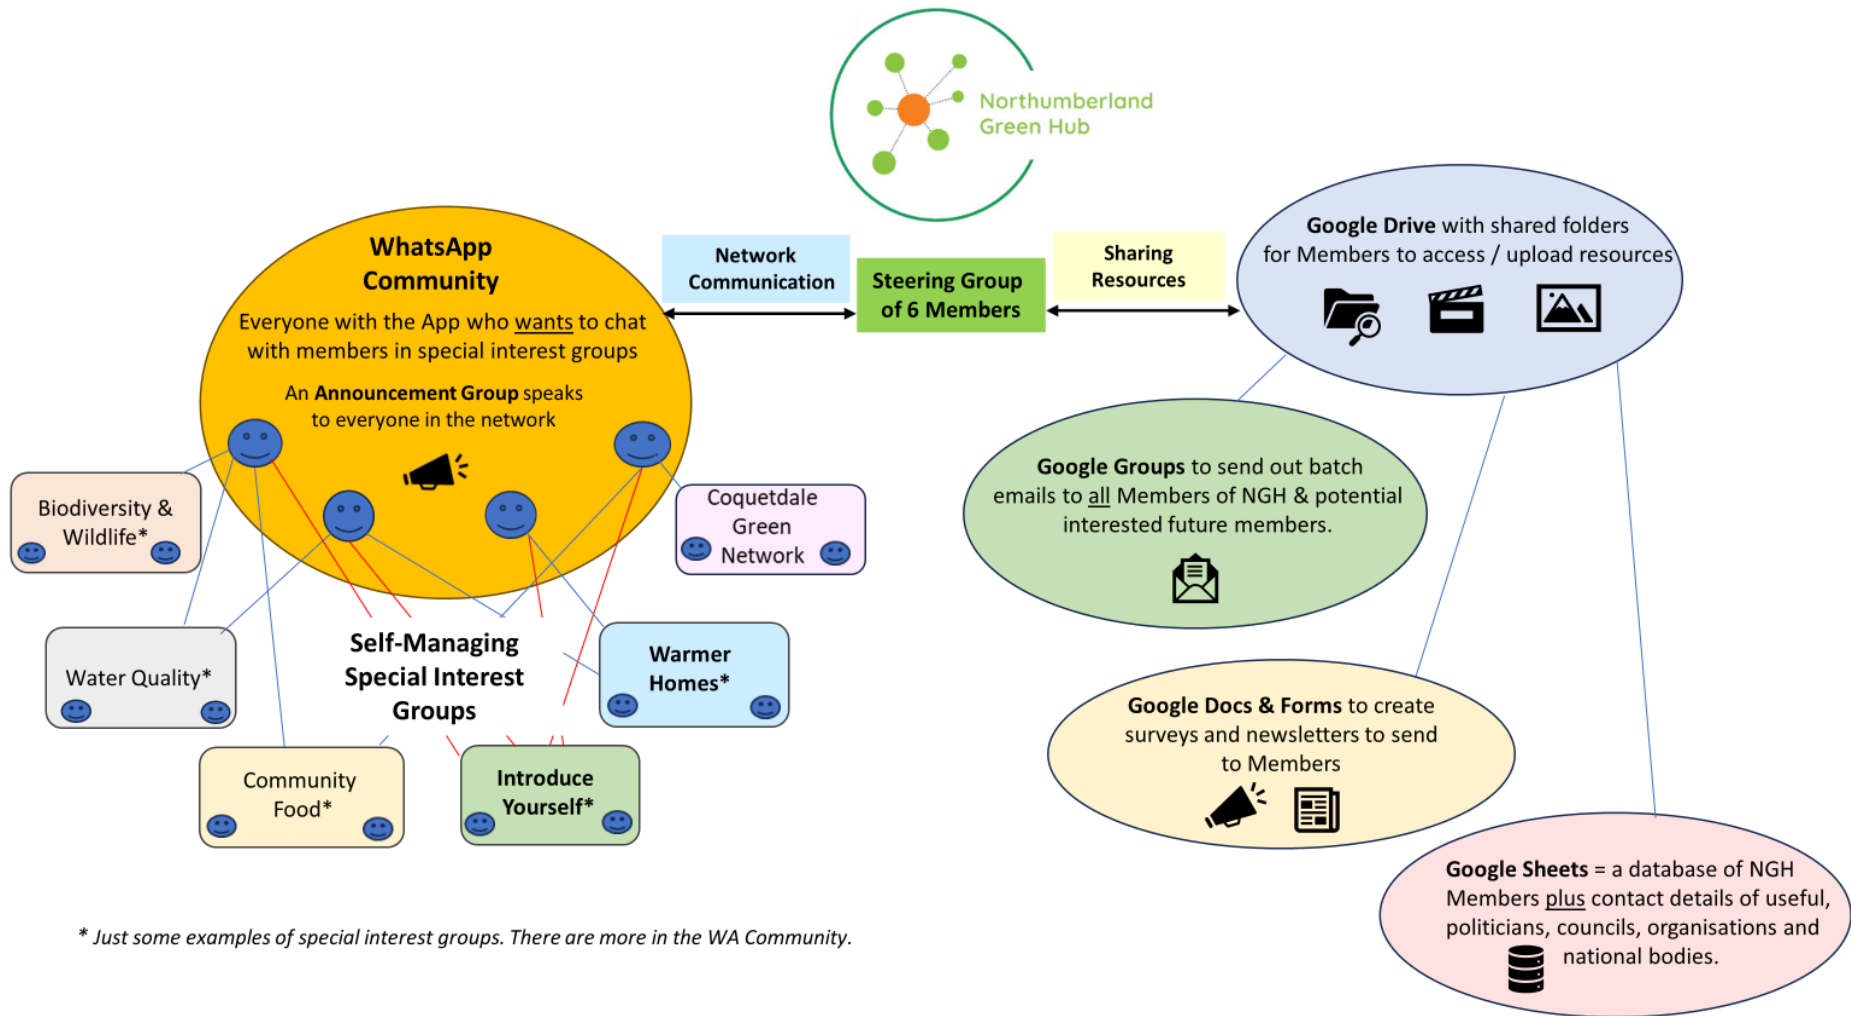 Northumberland
Green Hub
WhatsApp
Community
Everyone with the App who wants to chat
with members in special interest groups
An Announcement Group speaks
to everyone in the network
Network
Communication
Steering Group
of 6 Members
Sharing
Resources
Google Drive with shared folders
for Members to access / upload resources
Biodiversity &
Wildlife*
Coquetdale
Green
Network
Water Quality*
Self-Managing
Special Interest
Groups
Warmer
Homes*
Community
Food*
Introduce
Yourself*
Google Groups to send out batch
emails to all Members of NGH & potential
interested future members.
Google Docs & Forms to create
surveys and newsletters to send
to Members
Google Sheets = a database of NGH
Members plus contact details of useful,
politicians, councils, organisations and
national bodies.
* Just some examples of special interest groups. There are more in the WA Community.